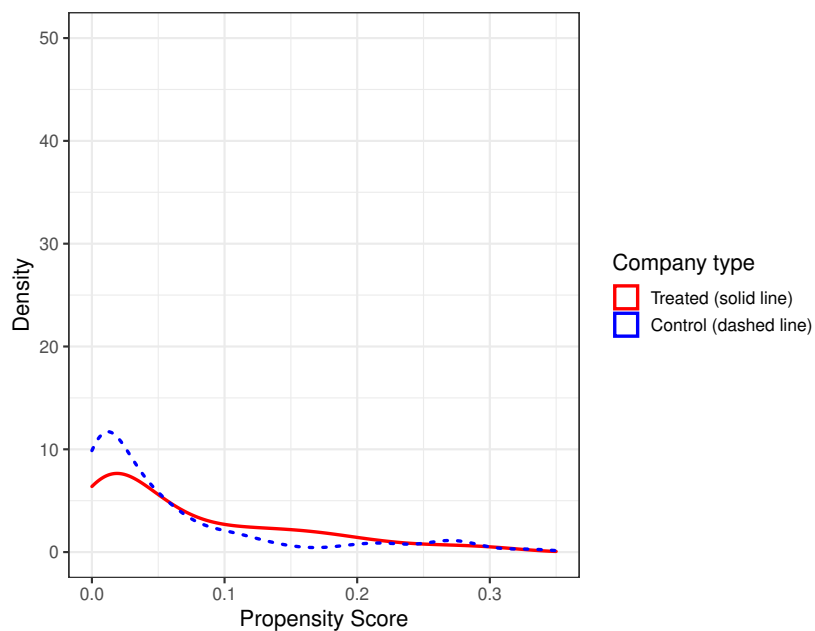 50
40
30
20
10
0
Density
0.0
0.1
0.2
0.3
Propensity Score
Company type
Treated (solid line)
Control (dashed line)